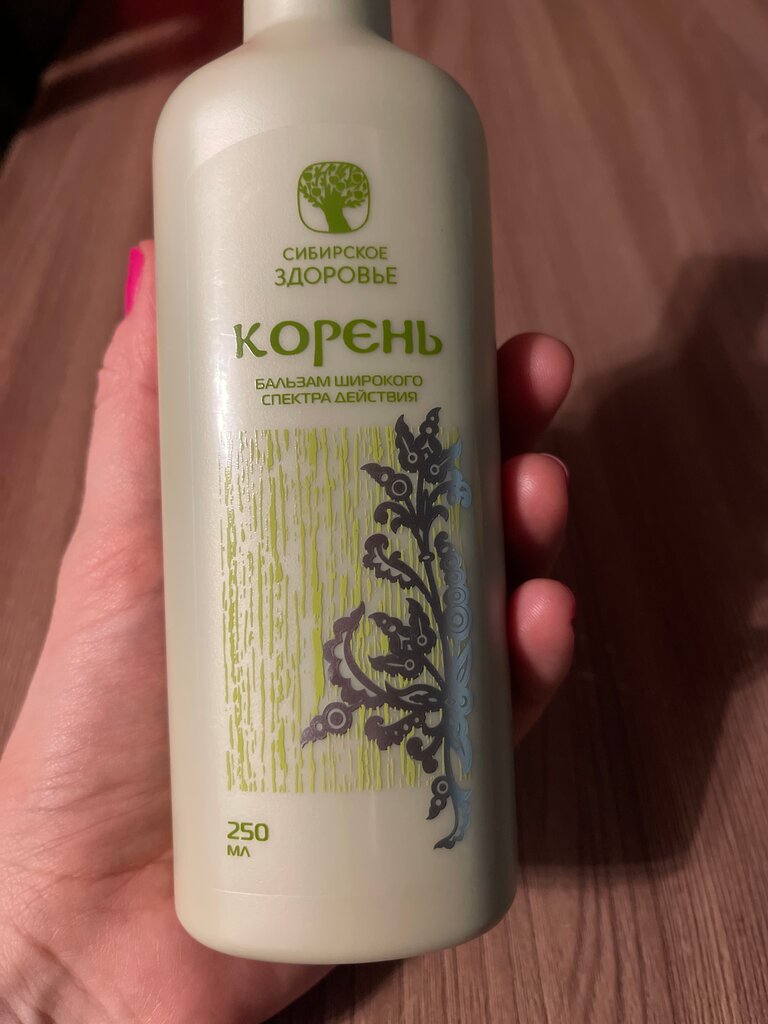 СИБИРСКОЕ
ЗДОРОВЬЕ
КОРЕНЬ
БАЛЬЗАМ ШИРОКОГО
СПЕКТРА ДЕЙСТВИЯ
250
МЛ